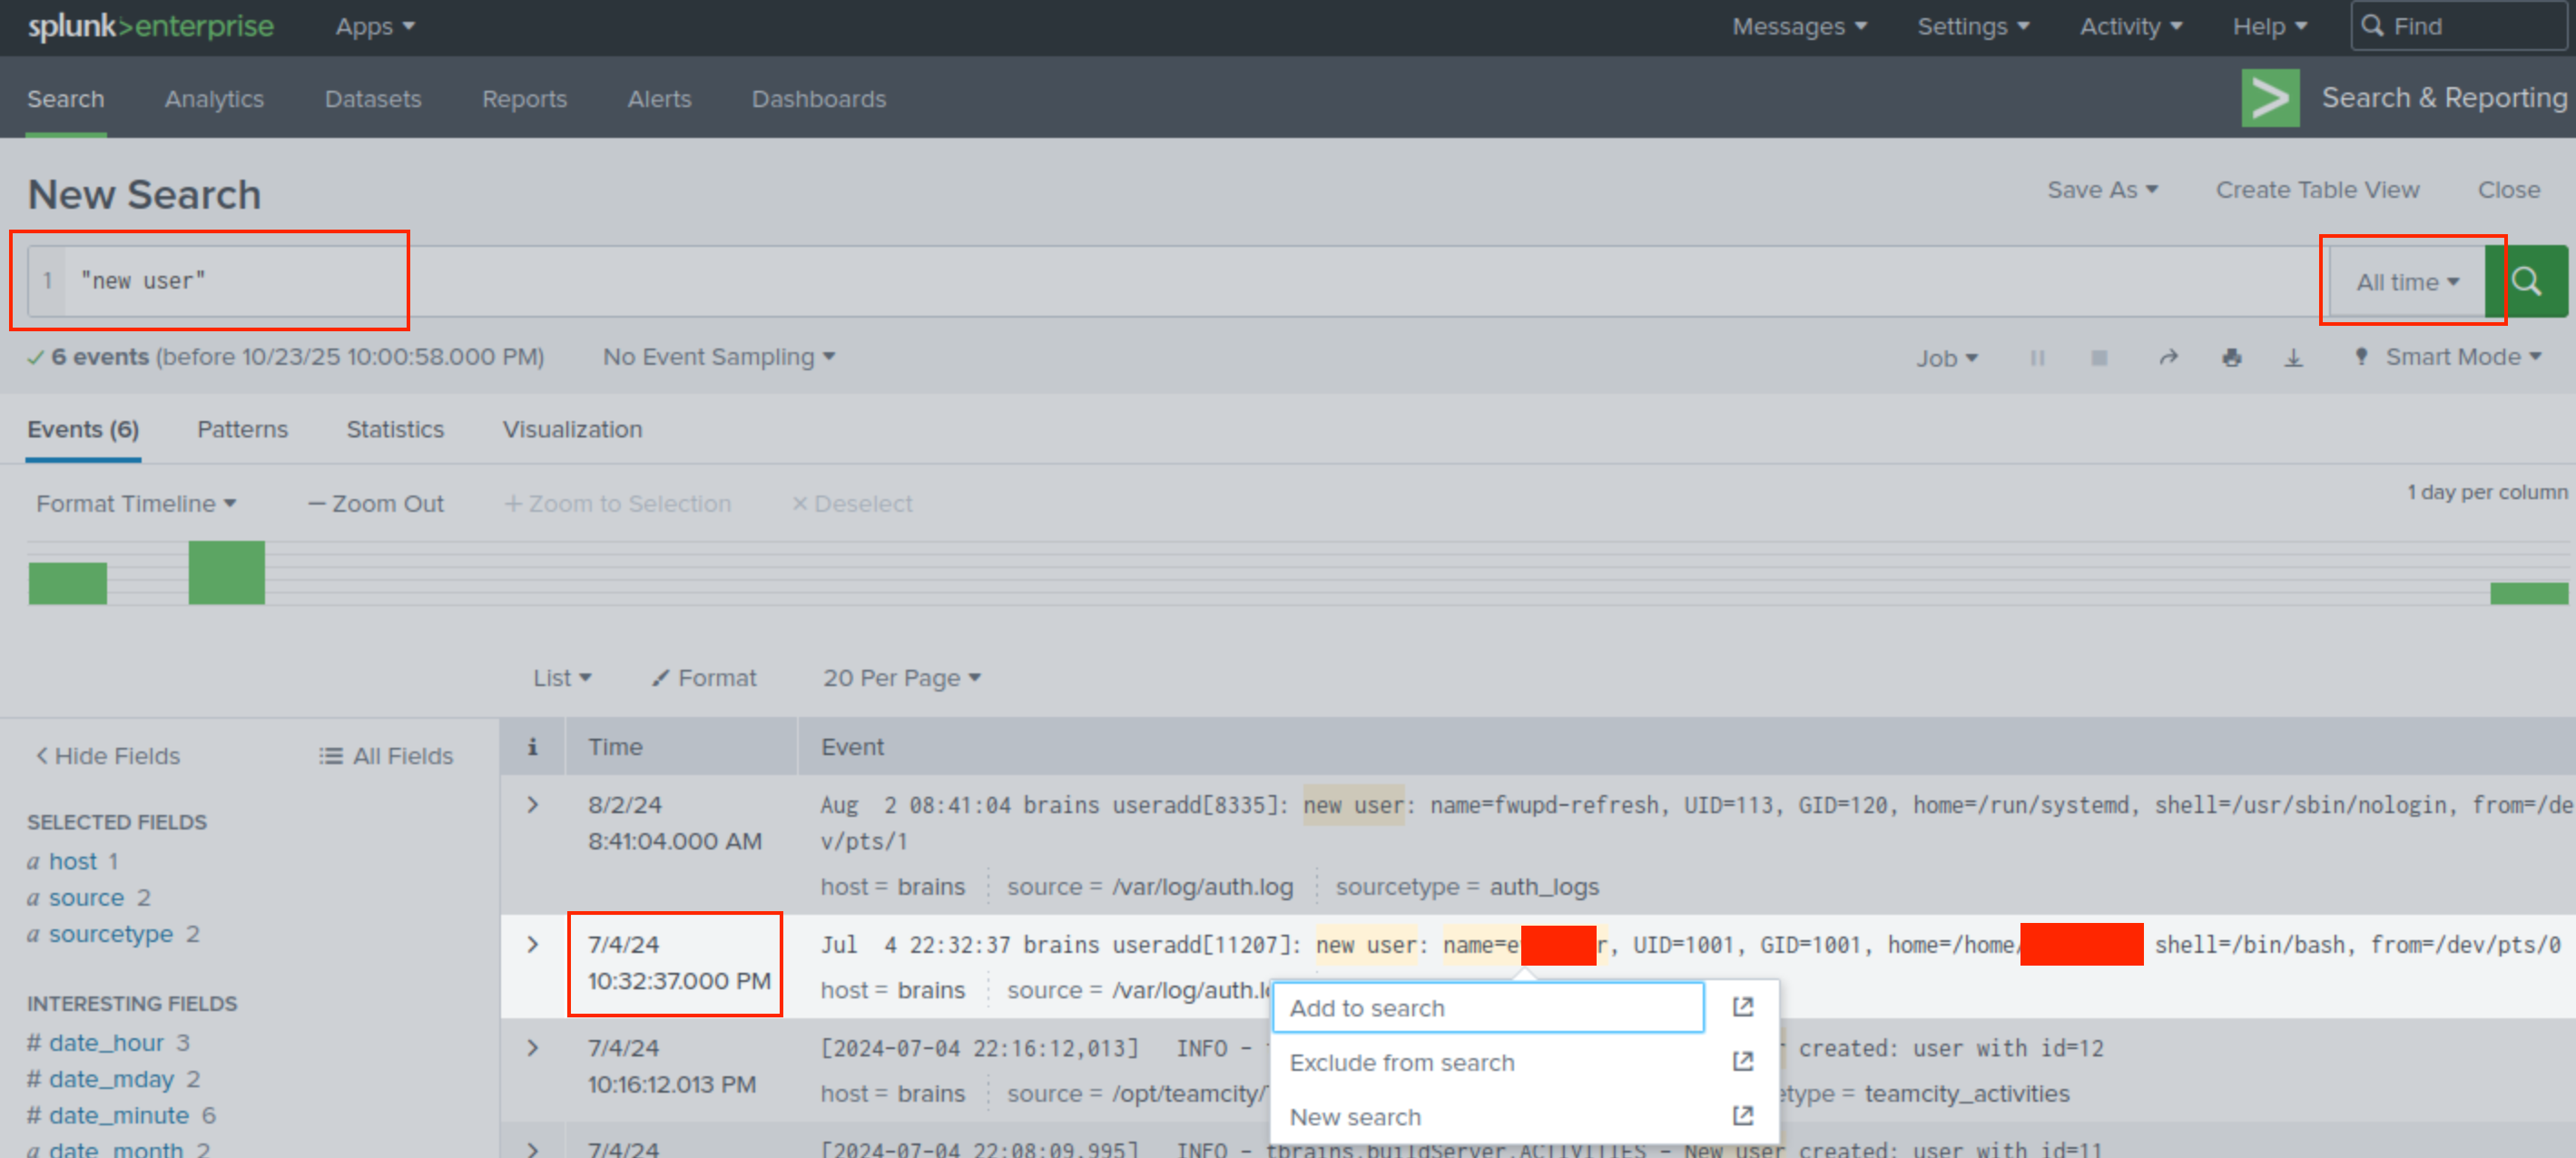 splunk>enterprise Apps Messages Settings Activity Help Find
Search Analytics Datasets Reports Alerts Dashboards Search & Reporting
New Search Save As Create Table View Close
1 "new user" All time
6 events (before 10/23/25 10:00:58.000 PM) No Event Sampling Job Smart Mode
Events (6) Patterns Statistics Visualization
Format Timeline — Zoom Out + Zoom to Selection × Deselect 1 day per column
List Format 20 Per Page
< Hide Fields All Fields i Time Event
SELECTED FIELDS
a host 1
a source 2
a sourcetype 2
INTERESTING FIELDS
# date_hour 3
# date_mday 2
# date_minute 6
a date_month 2
> 8/2/24 Aug  2 08:41:04 brains useradd[8335]: new user: name=fwupd-refresh, UID=113, GID=120, home=/run/systemd, shell=/usr/sbin/nologin, from=/de
8:41:04.000 AM v/pts/1
host = brains source = /var/log/auth.log sourcetype = auth_logs
> 7/4/24 Jul  4 22:32:37 brains useradd[11207]: new user: name=e r, UID=1001, GID=1001, home=/home/ shell=/bin/bash, from=/dev/pts/0
10:32:37.000 PM host = brains source = /var/log/auth.l
Add to search
Exclude from search
New search
> 7/4/24 [2024-07-04 22:16:12,013] INFO - created: user with id=12
10:16:12.013 PM host = brains source = /opt/teamcity/ etype = teamcity_activities
> 7/4/24 [2024-07-04 22:08:09,995] INFO - tbrains.buildServer.ACTIVITIES - New user created: user with id=11